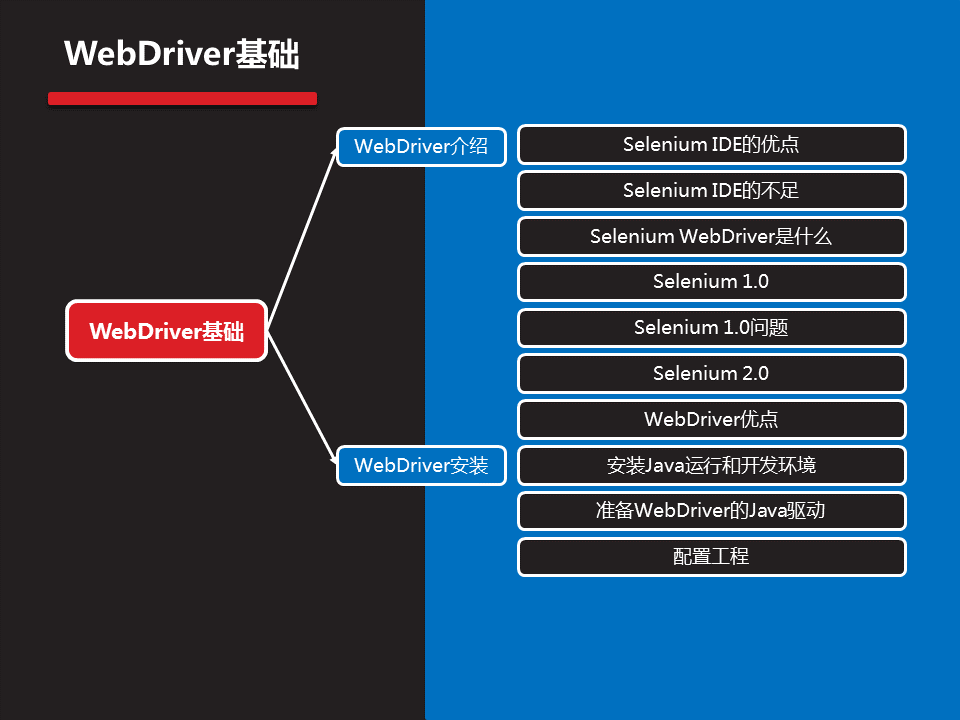 WebDriver基础
WebDriver基础
WebDriver介绍
Selenium IDE的优点
Selenium IDE的不足
Selenium WebDriver是什么
Selenium 1.0
Selenium 1.0问题
Selenium 2.0
WebDriver优点
WebDriver安装
安装Java运行和开发环境
准备WebDriver的Java驱动
配置工程